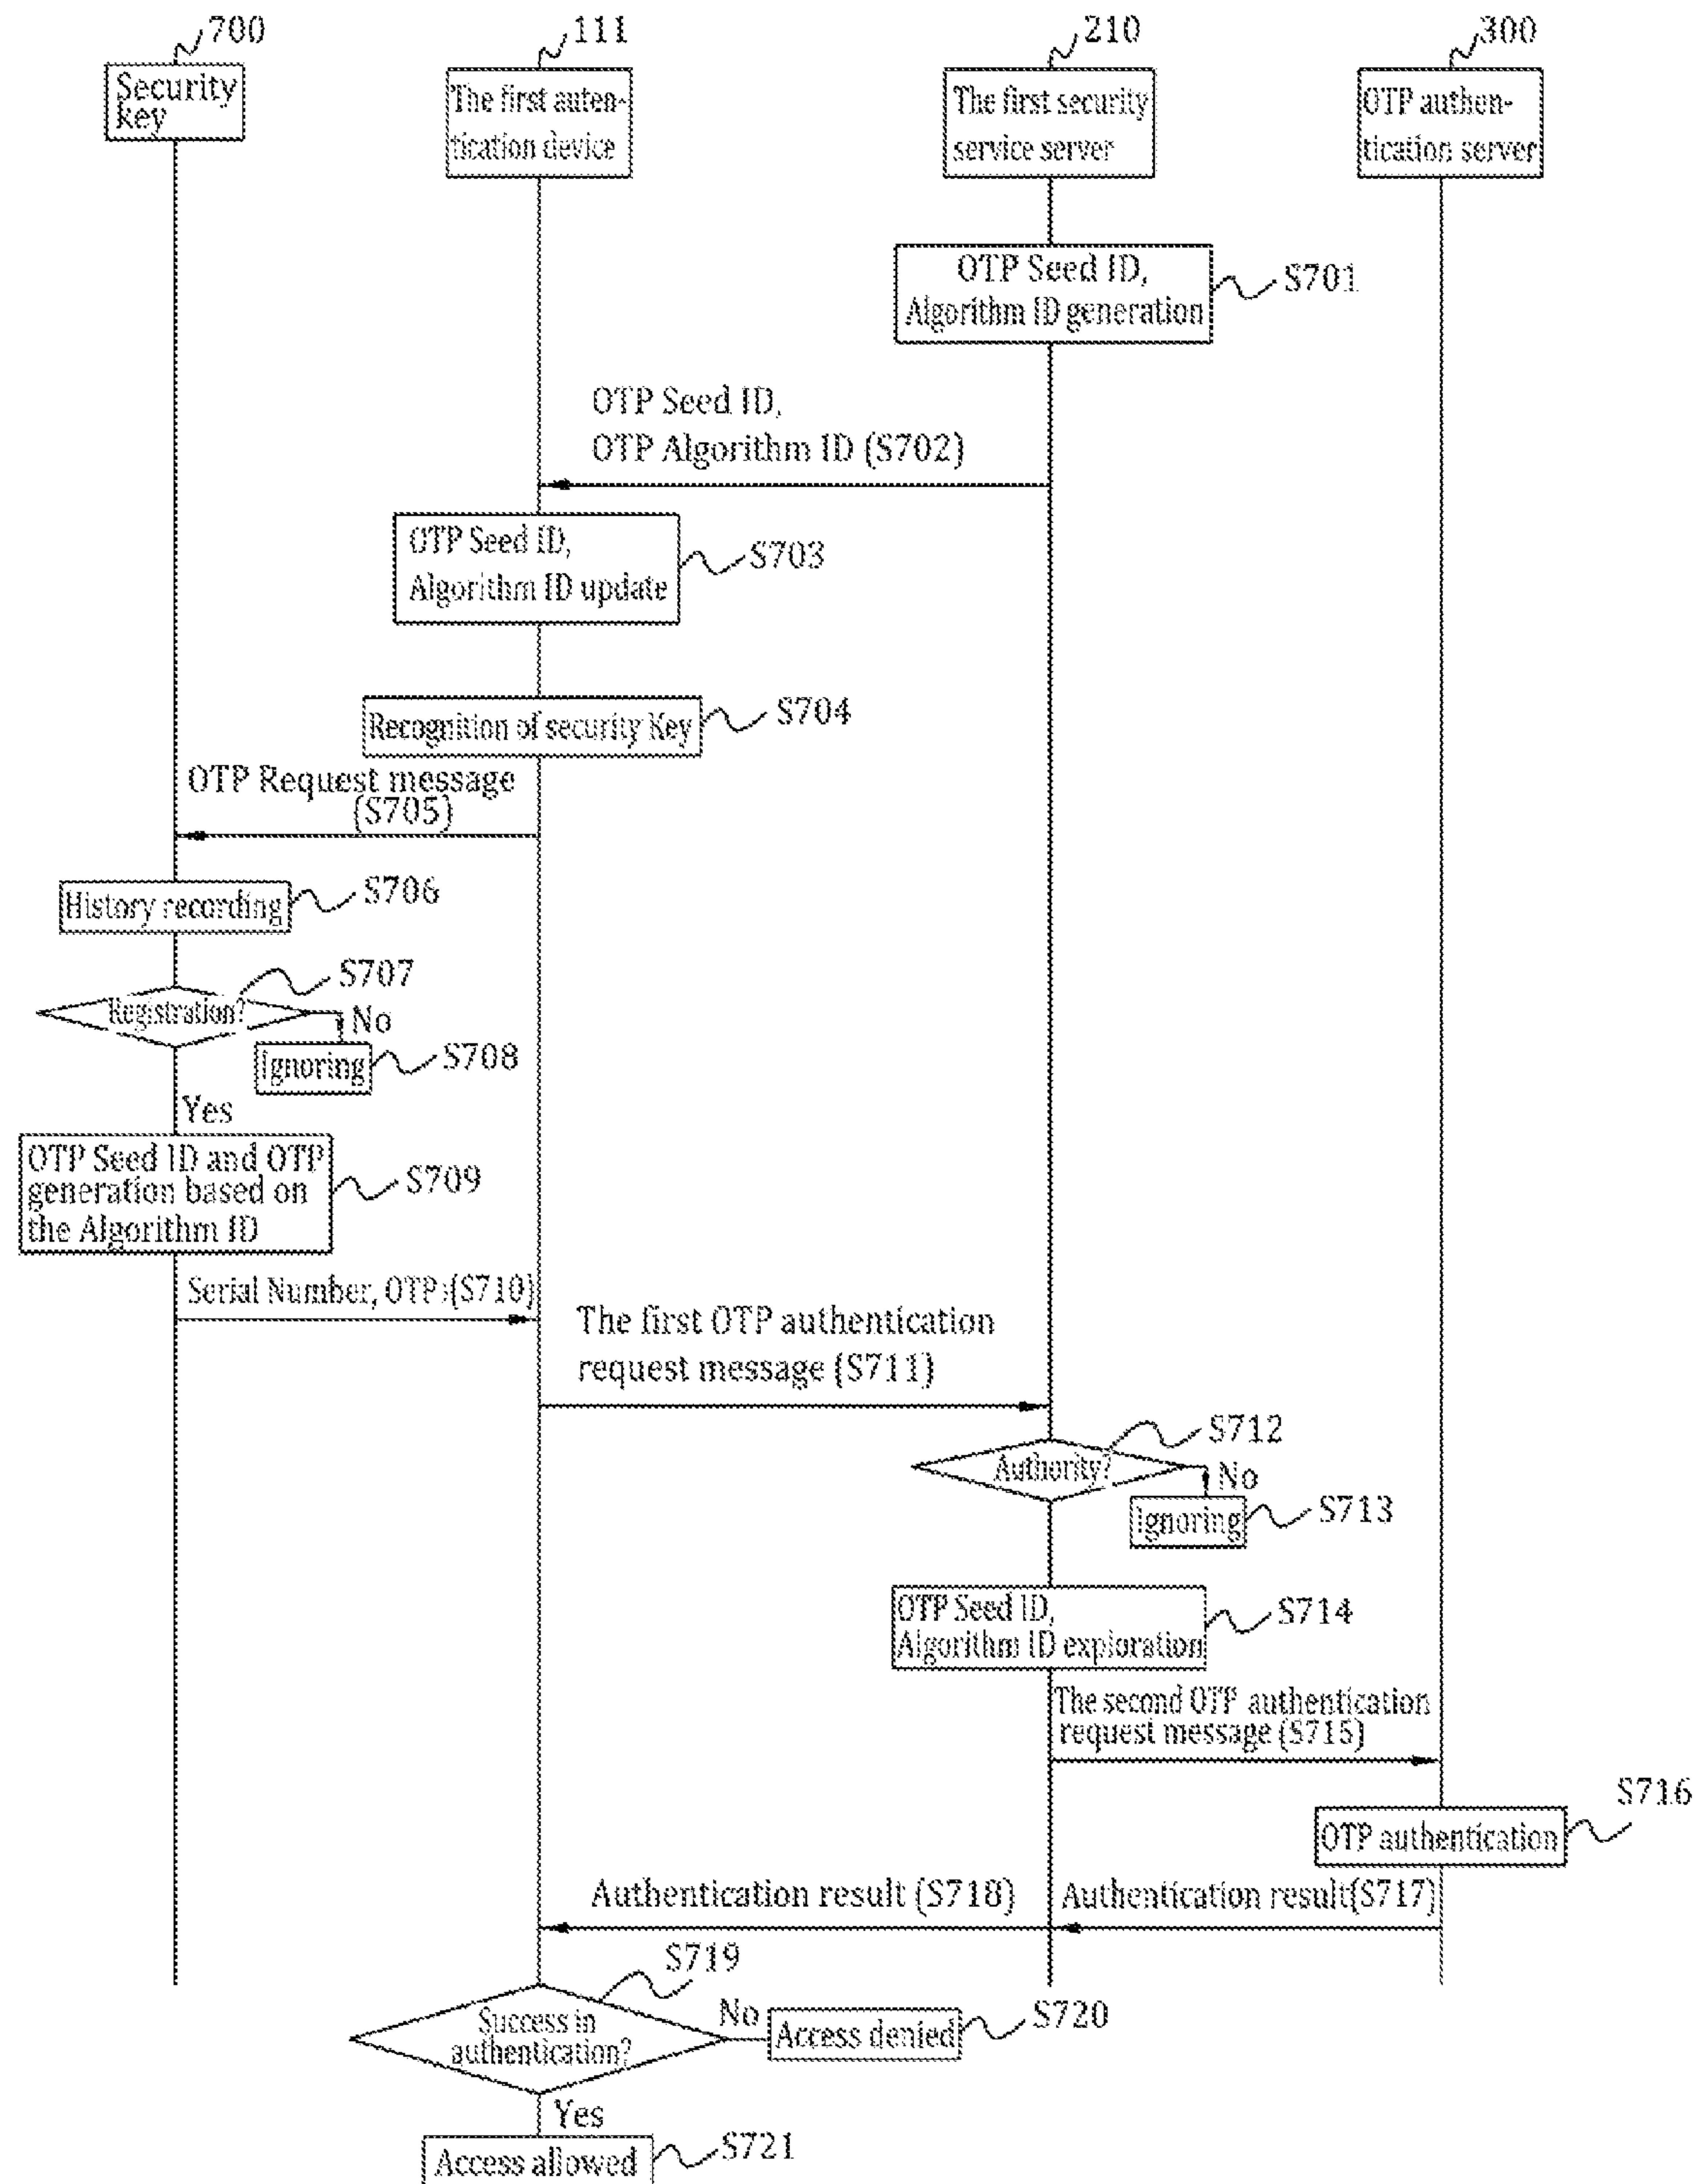 700
111
210
300
Security
key
The first auten-
tication device
The first security
service server
OTP authen-
tication server
OTP Seed ID,
Algorithm ID generation
S701
OTP Seed ID,
OTP Algorithm ID (S702)
OTP Seed ID,
Algorithm ID update
S703
Recognition of security Key
S704
OTP Request message
(S705)
History recording
S706
Registration?
S707
No
Ignoring
S708
Yes
OTP Seed ID and OTP
generation based on
the Algorithm ID
S709
Serial Number, OTP (S710)
The first OTP authentication
request message (S711)
Authority?
S712
No
Ignoring
S713
OTP Seed ID,
Algorithm ID exploration
S714
The second OTP authentication
request message (S715)
OTP authentication
S716
Authentication result (S718)
Authentication result(S717)
Success in
authentication?
S719
No
Access denied
S720
Yes
Access allowed
S721